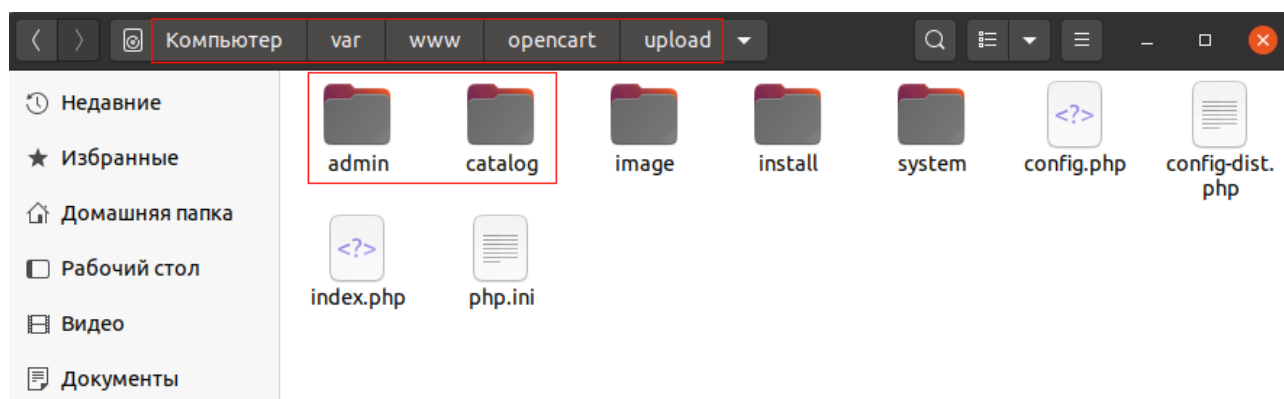 Компьютер var www opencart upload
Недавние
Избранные
Домашняя папка
Рабочий стол
Видео
Документы
admin catalog image install system config.php config-dist.
php
index.php php.ini